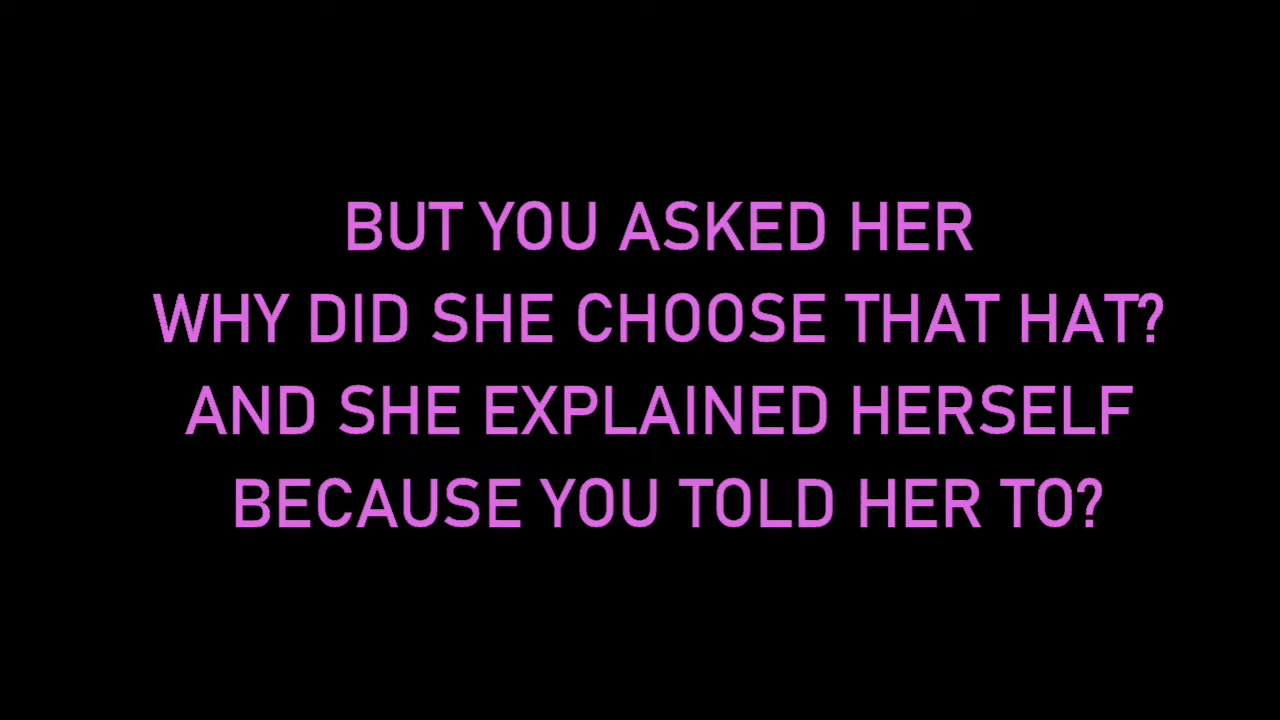 BUT YOU ASKED HER
WHY DID SHE CHOOSE THAT HAT?
AND SHE EXPLAINED HERSELF
BECAUSE YOU TOLD HER TO?